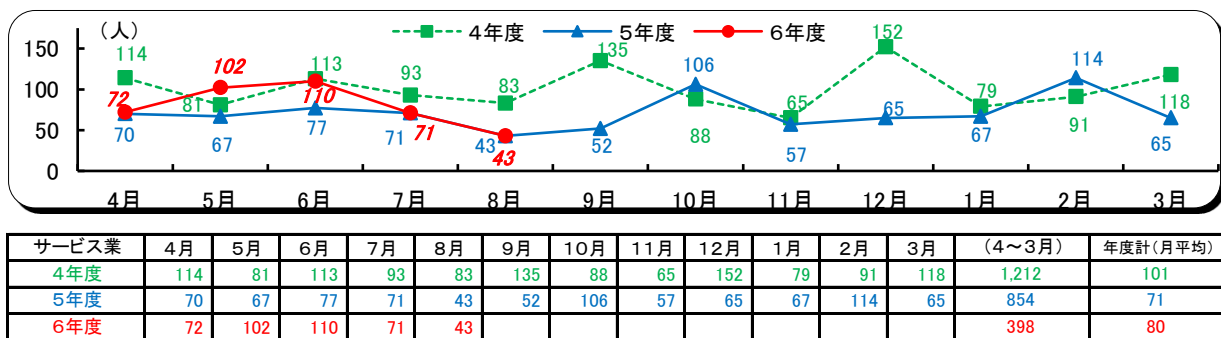 (人)
4年度 5年度 6年度
150
100
50
0
114 81 113 93 83 135 88 65 152 79 91 118
70 67 77 71 43 52 106 57 65 67 114 65
72 102 110 71 43
4月 5月 6月 7月 8月 9月 10月 11月 12月 1月 2月 3月
サービス業 4月 5月 6月 7月 8月 9月 10月 11月 12月 1月 2月 3月 (4～3月) 年度計(月平均)
4年度 114 81 113 93 83 135 88 65 152 79 91 118 1,212 101
5年度 70 67 77 71 43 52 106 57 65 67 114 65 854 71
6年度 72 102 110 71 43 398 80